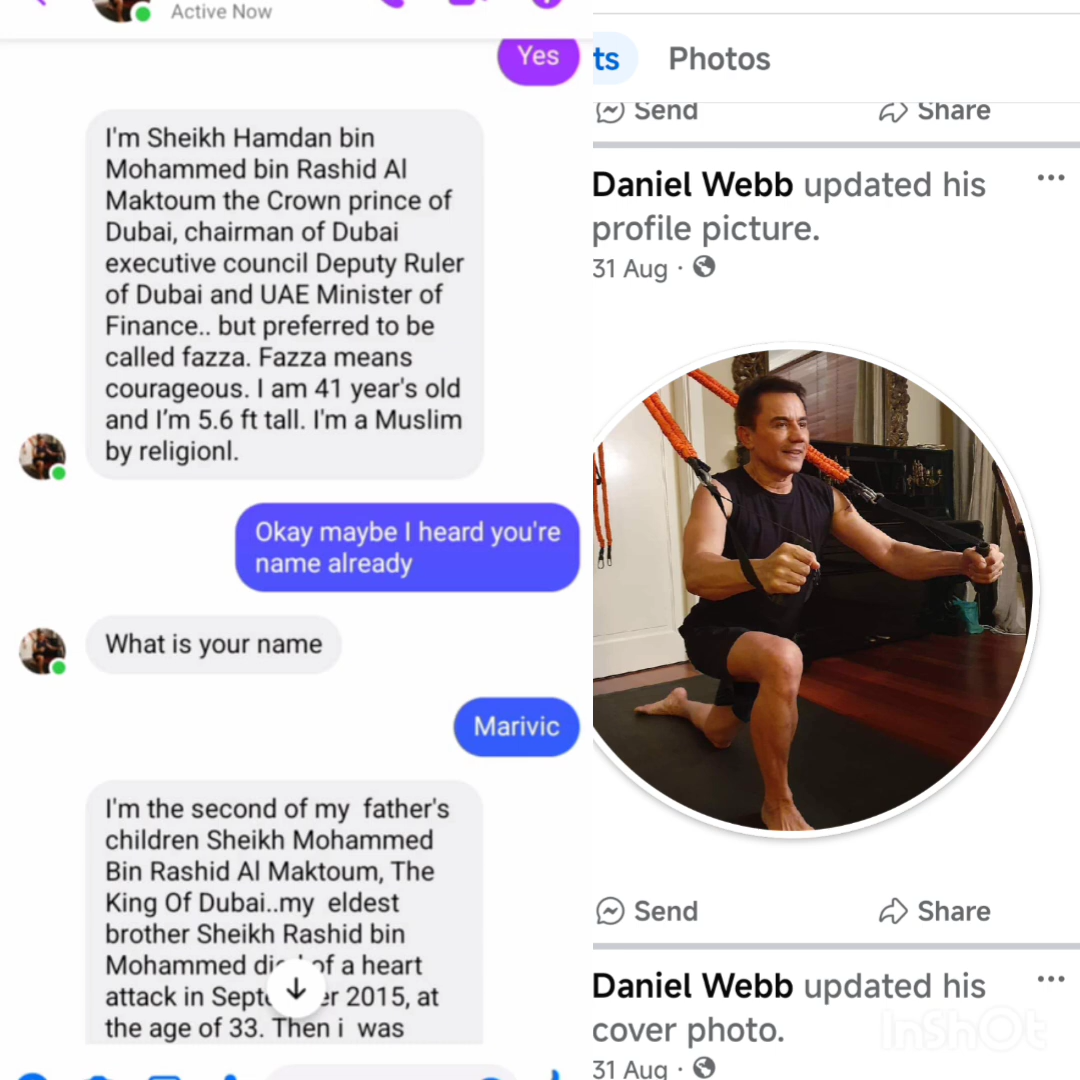 Active Now
Yes
I'm Sheikh Hamdan bin
Mohammed bin Rashid Al
Maktoum the Crown prince of
Dubai, chairman of Dubai
executive council Deputy Ruler
of Dubai and UAE Minister of
Finance.. but preferred to be
called fazza. Fazza means
courageous. I am 41 year's old
and I'm 5.6 ft tall. I'm a Muslim
by religionl.
Okay maybe I heard you're
name already
What is your name
Marivic
I'm the second of my father's
children Sheikh Mohammed
Bin Rashid Al Maktoum, The
King Of Dubai..my eldest
brother Sheikh Rashid bin
Mohammed of a heart
attack in 2015, at
the age of 33. Then i was
ts Photos
Send Share
Daniel Webb updated his
profile picture.
31 Aug ·
Send Share
Daniel Webb updated his
cover photo.
31 Aug ·
InShOt